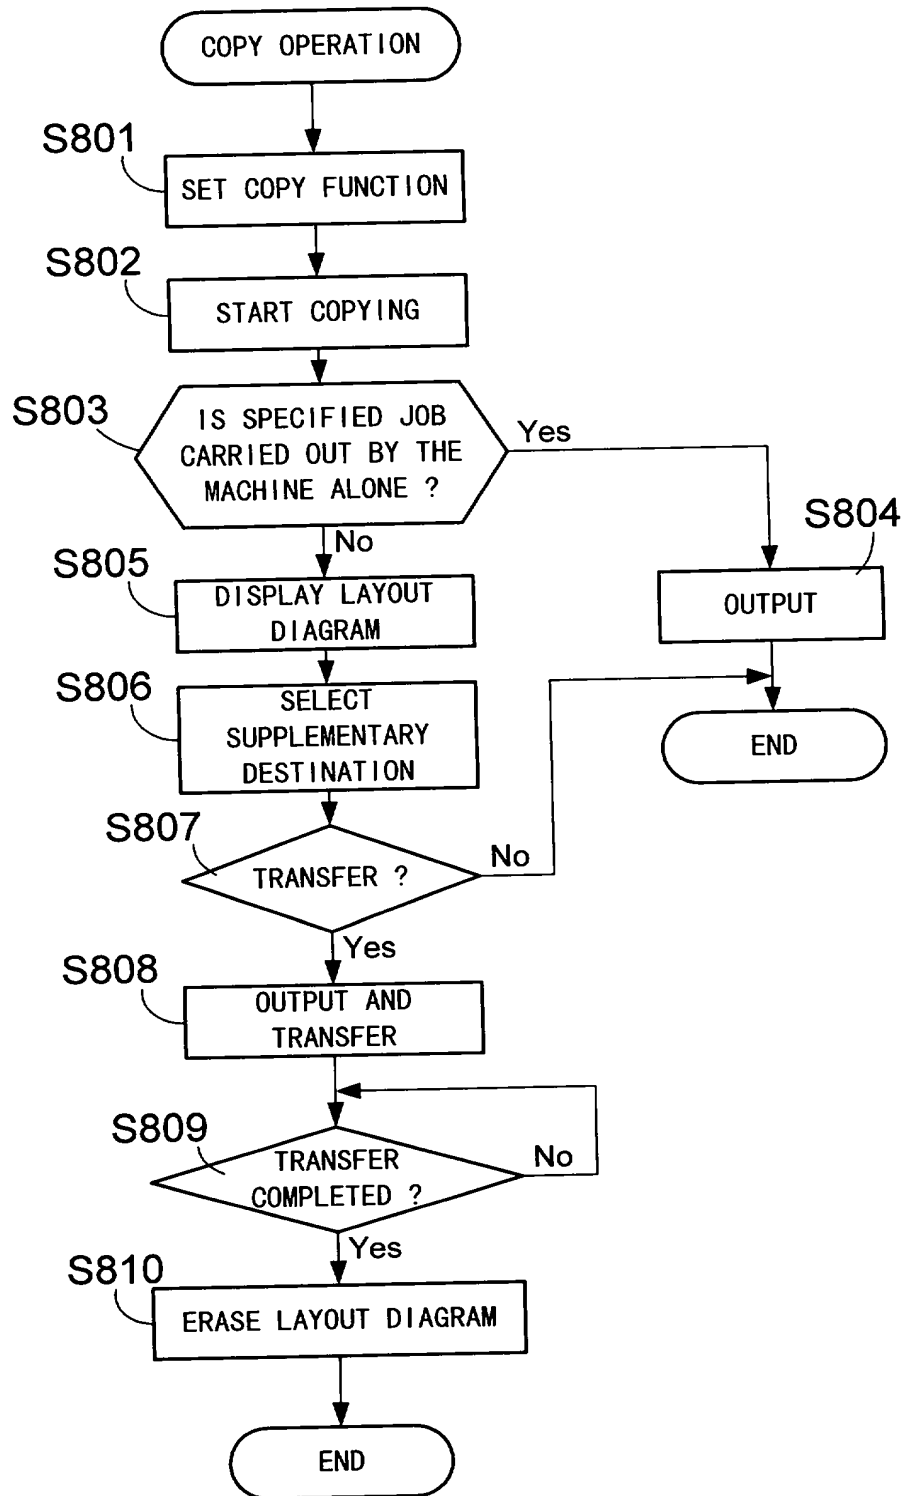 COPY OPERATION
S801
SET COPY FUNCTION
S802
START COPYING
S803
IS SPECIFIED JOB
CARRIED OUT BY THE
MACHINE ALONE ?
Yes
S804
OUTPUT
No
S805
DISPLAY LAYOUT
DIAGRAM
S806
SELECT
SUPPLEMENTARY
DESTINATION
END
S807
TRANSFER ?
No
Yes
S808
OUTPUT AND
TRANSFER
S809
TRANSFER
COMPLETED ?
No
Yes
S810
ERASE LAYOUT DIAGRAM
END